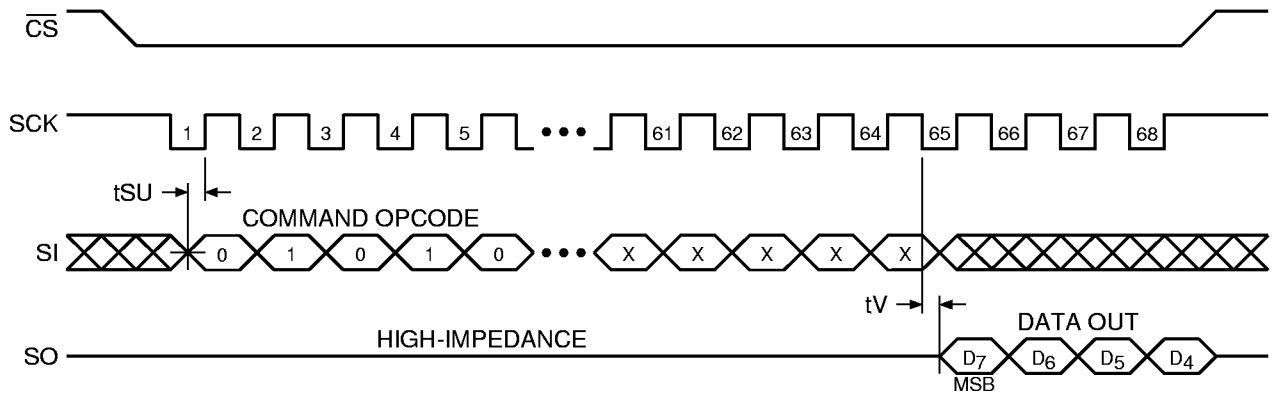 CS
SCK 1 2 3 4 5 ••• 61 62 63 64 65 66 67 68
tSU
COMMAND OPCODE
SI 0 1 0 1 0 ••• X X X X X
tV
HIGH-IMPEDANCE DATA OUT
SO D7 D6 D5 D4
MSB